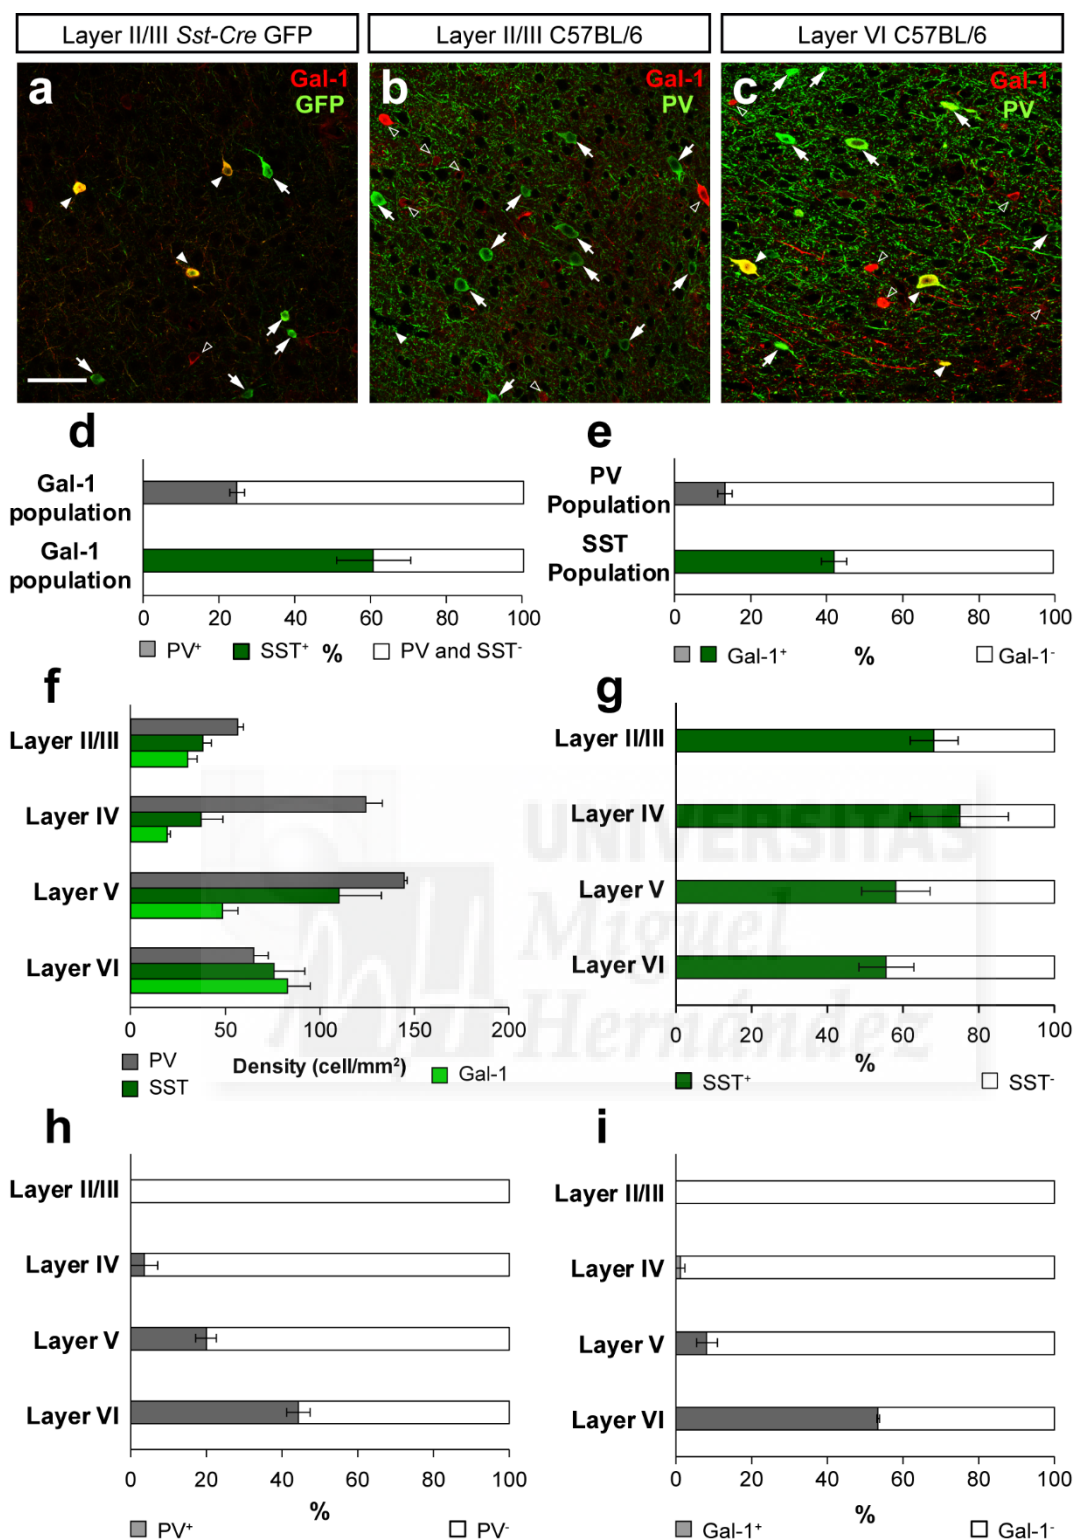 Layer II/III Sst-Cre GFP
Layer II/III C57BL/6
Layer VI C57BL/6
a
Gal-1
GFP
b
Gal-1
PV
c
Gal-1
PV
d
Gal-1
population
Gal-1
population
0 20 40 60 80 100
PV⁺ SST⁺ % PV and SST⁻
e
PV
Population
SST
Population
0 20 40 60 80 100
Gal-1⁺ % Gal-1⁻
f
Layer II/III
Layer IV
Layer V
Layer VI
0 50 100 150 200
PV
SST
Density (cell/mm²)
Gal-1
g
Layer II/III
Layer IV
Layer V
Layer VI
0 20 40 60 80 100
%
SST⁺ SST⁻
UNIVERSITAS
Miguel
Hernández
h
Layer II/III
Layer IV
Layer V
Layer VI
0 20 40 60 80 100
%
PV⁺ PV⁻
i
Layer II/III
Layer IV
Layer V
Layer VI
0 20 40 60 80 100
%
Gal-1⁺ Gal-1⁻